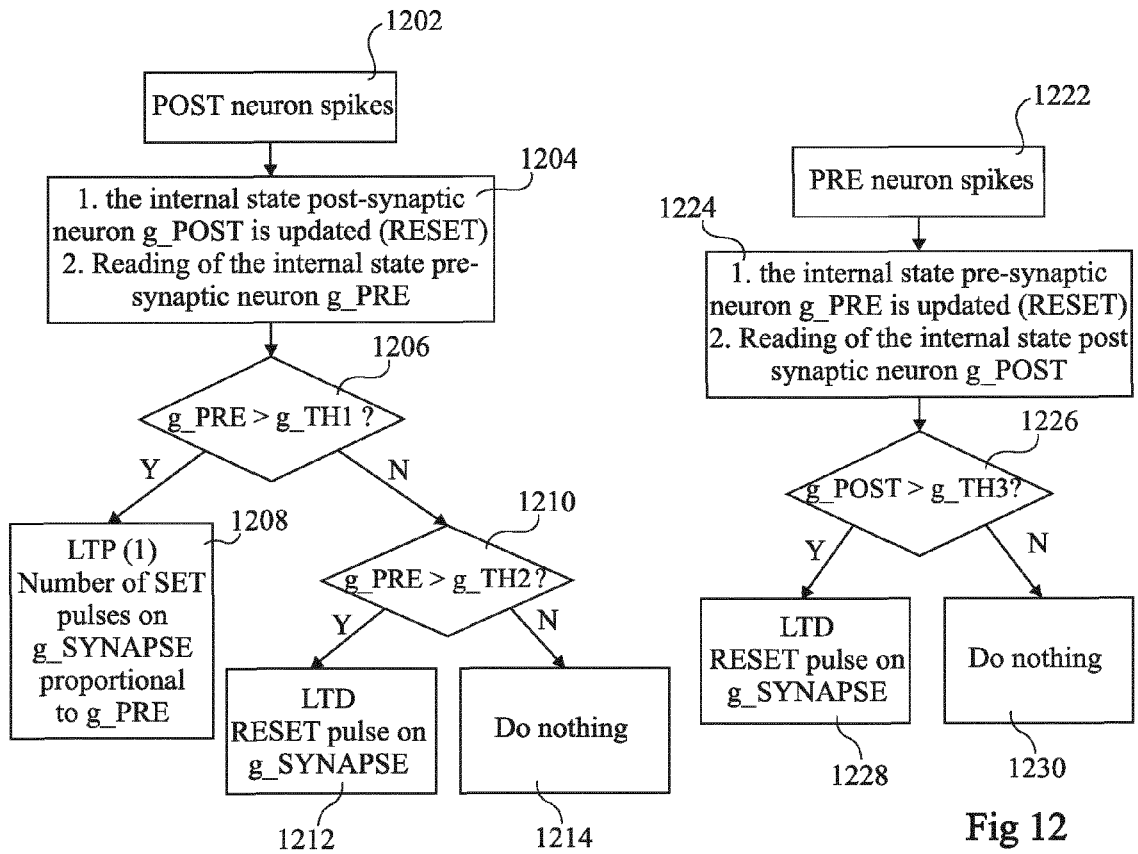 1202
POST neuron spikes
1204
1. the internal state post-synaptic
neuron g_POST is updated (RESET)
2. Reading of the internal state pre-
synaptic neuron g_PRE
1206
g_PRE > g_TH1 ?
Y
N
1208
LTP (1)
Number of SET
pulses on
g_SYNAPSE
proportional
to g_PRE
1210
g_PRE > g_TH2 ?
Y
N
LTD
RESET pulse on
g_SYNAPSE
1212
Do nothing
1214
1222
PRE neuron spikes
1224
1. the internal state pre-synaptic
neuron g_PRE is updated (RESET)
2. Reading of the internal state post
synaptic neuron g_POST
1226
g_POST > g_TH3?
Y
N
LTD
RESET pulse on
g_SYNAPSE
1228
Do nothing
1230
Fig 12